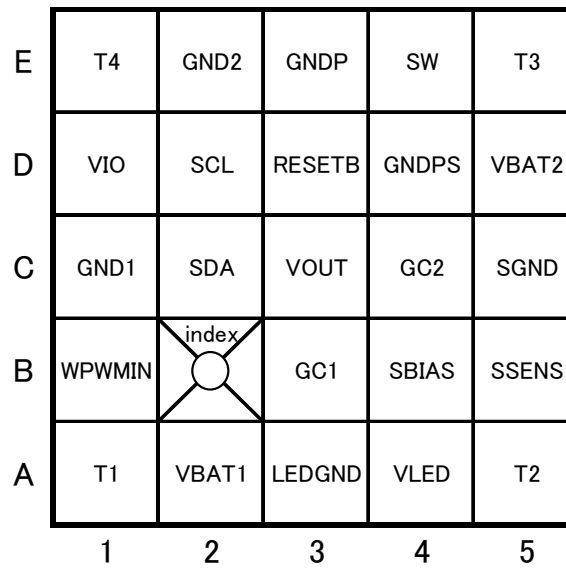 E T4 GND2 GNDP SW T3
D VIO SCL RESETB GNDPS VBAT2
C GND1 SDA VOUT GC2 SGND
index
B WPWMIN GC1 SBIAS SSENS
A T1 VBAT1 LEDGND VLED T2
1 2 3 4 5